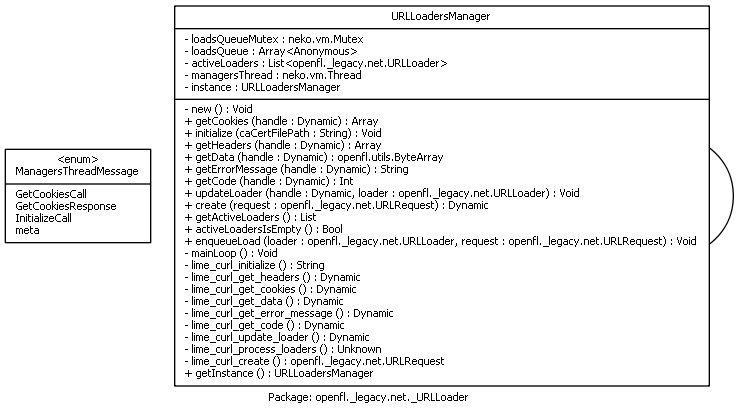 <enum>
ManagersThreadMessage
GetCookiesCall
GetCookiesResponse
InitializeCall
meta
URLLoadersManager
- loadsQueueMutex : neko.vm.Mutex
- loadsQueue : Array<Anonymous>
- activeLoaders : List<openfl._legacy.net.URLLoader>
- managersThread : neko.vm.Thread
- instance : URLLoadersManager
- new () : Void
+ getCookies (handle : Dynamic) : Array
+ initialize (caCertFilePath : String) : Void
+ getHeaders (handle : Dynamic) : Array
+ getData (handle : Dynamic) : openfl.utils.ByteArray
+ getErrorMessage (handle : Dynamic) : String
+ getCode (handle : Dynamic) : Int
+ updateLoader (handle : Dynamic, loader : openfl._legacy.net.URLLoader) : Void
+ create (request : openfl._legacy.net.URLRequest) : Dynamic
+ getActiveLoaders () : List
+ activeLoadersIsEmpty () : Bool
+ enqueueLoad (loader : openfl._legacy.net.URLLoader, request : openfl._legacy.net.URLRequest) : Void
- mainLoop () : Void
- lime_curl_initialize () : String
- lime_curl_get_headers () : Dynamic
- lime_curl_get_cookies () : Dynamic
- lime_curl_get_data () : Dynamic
- lime_curl_get_error_message () : Dynamic
- lime_curl_get_code () : Dynamic
- lime_curl_update_loader () : Dynamic
- lime_curl_process_loaders () : Unknown
- lime_curl_create () : openfl._legacy.net.URLRequest
+ getInstance () : URLLoadersManager
Package: openfl._legacy.net._URLLoader